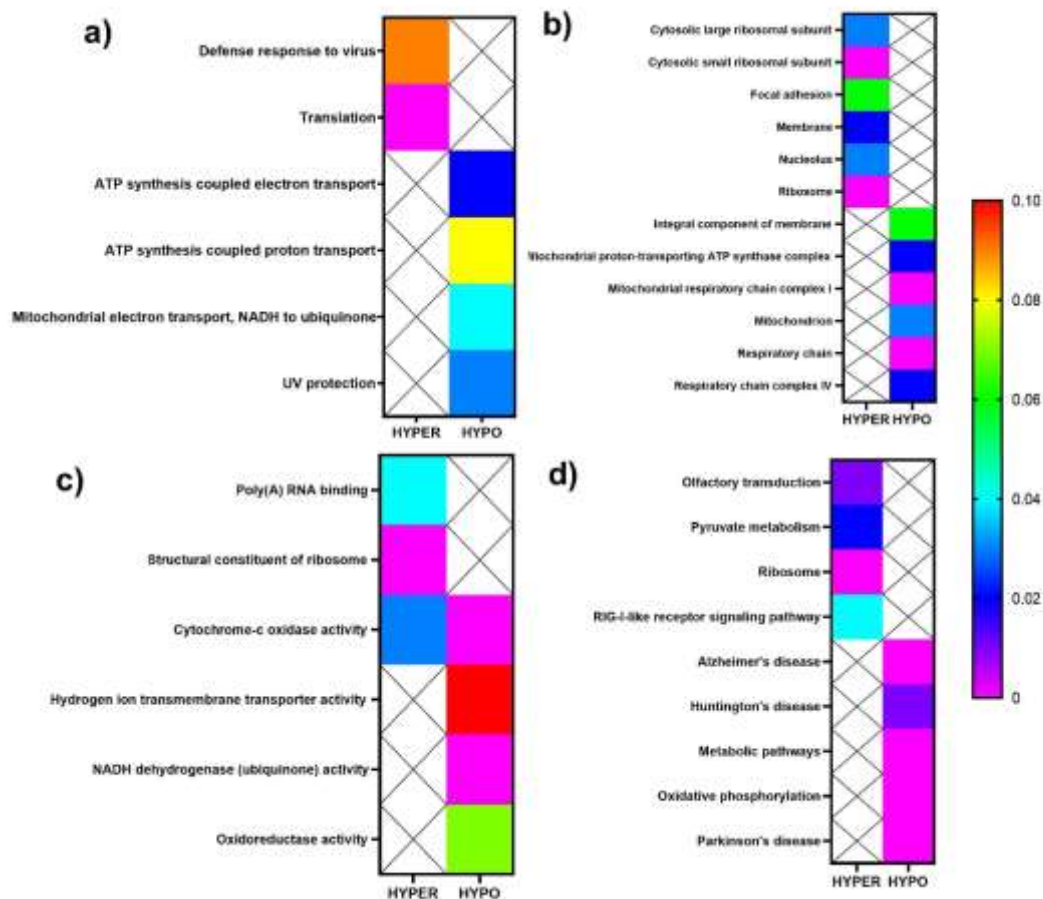 a)
Defense response to virus
Translation
ATP synthesis coupled electron transport
ATP synthesis coupled proton transport
Mitochondrial electron transport, NADH to ubiquinone
UV protection
HYPER HYPO
b)
Cytosolic large ribosomal subunit
Cytosolic small ribosomal subunit
Focal adhesion
Membrane
Nucleolus
Ribosome
Integral component of membrane
itochondrial proton-transporting ATP synthase complex
Mitochondrial respiratory chain complex I
Mitochondrion
Respiratory chain
Respiratory chain complex IV
HYPER HYPO
c)
Poly(A) RNA binding
Structural constituent of ribosome
Cytochrome-c oxidase activity
Hydrogen ion transmembrane transporter activity
NADH dehydrogenase (ubiquinone) activity
Oxidoreductase activity
HYPER HYPO
d)
Olfactory transduction
Pyruvate metabolism
Ribosome
RIG-I-like receptor signaling pathway
Alzheimer's disease
Huntington's disease
Metabolic pathways
Oxidative phosphorylation
Parkinson's disease
HYPER HYPO
0.10
0.08
0.06
0.04
0.02
0